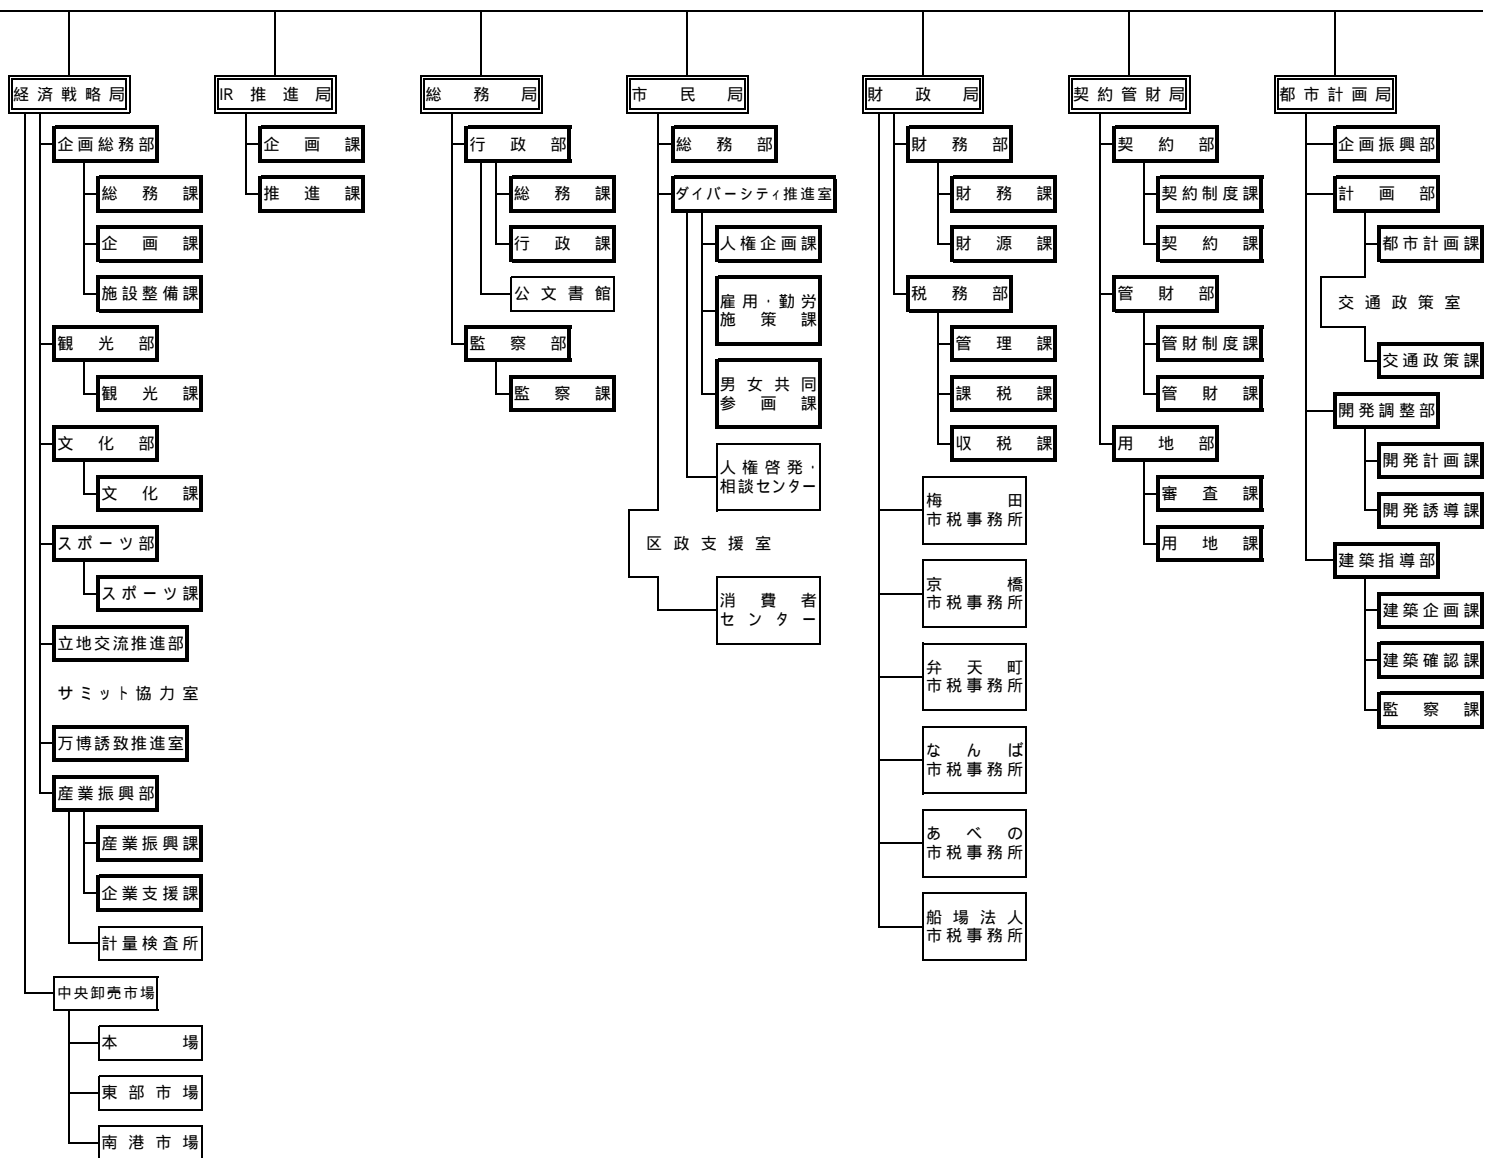 経済戦略局
企画総務部
総務課
企画課
施設整備課
観光部
観光課
文化部
文化課
スポーツ部
スポーツ課
立地交流推進部
サミット協力室
万博誘致推進室
産業振興部
産業振興課
企業支援課
計量検査所
中央卸売市場
本場
東部市場
南港市場
IR推進局
企画課
推進課
総務局
行政部
総務課
行政課
公文書館
監察部
監察課
市民局
総務部
ダイバーシティ推進室
人権企画課
雇用・勤労
施策課
男女共同
参画課
人権啓発・
相談センター
区政支援室
消費者
センター
財政局
財務部
財務課
財源課
税務部
管理課
課税課
収税課
梅田
市税事務所
京橋
市税事務所
弁天町
市税事務所
なんば
市税事務所
あべの
市税事務所
船場法人
市税事務所
契約管財局
契約部
契約制度課
契約課
管財部
管財制度課
管財課
用地部
審査課
用地課
都市計画局
企画振興部
計画部
都市計画課
交通政策室
交通政策課
開発調整部
開発計画課
開発誘導課
建築指導部
建築企画課
建築確認課
監察課